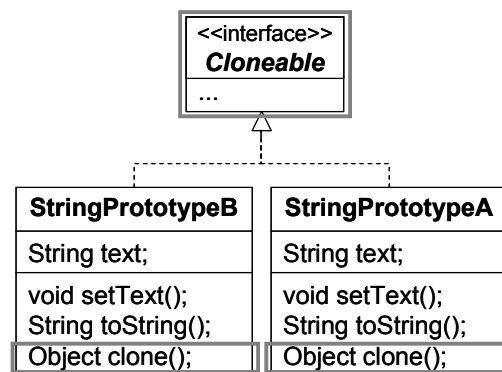 <<interface>>
Cloneable
...
StringPrototypeB
String text;
void setText();
String toString();
Object clone();
StringPrototypeA
String text;
void setText();
String toString();
Object clone();